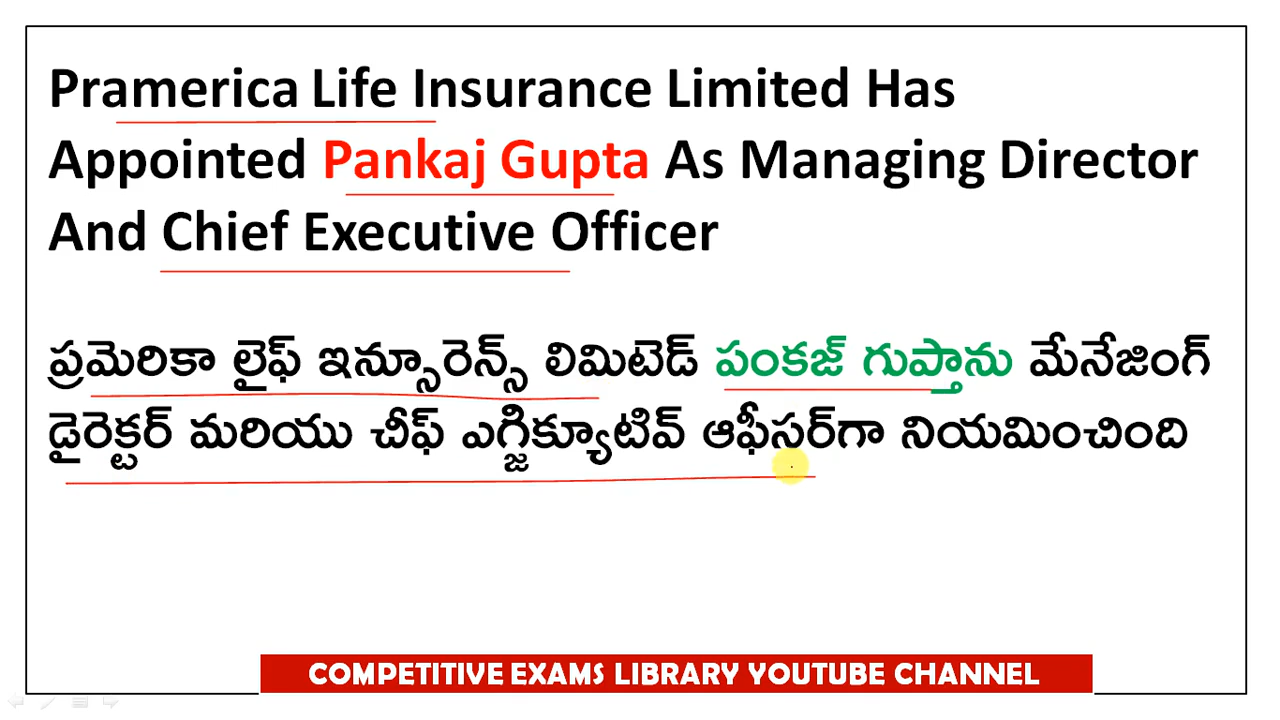 Pramerica Life Insurance Limited Has
Appointed Pankaj Gupta As Managing Director
And Chief Executive Officer
ప్రమెరికా లైఫ్ ఇన్సూరెన్స్ లిమిటెడ్ పంకజ్ గుప్తాను మేనేజింగ్
డైరెక్టర్ మరియు చీఫ్ ఎగ్జిక్యూటివ్ ఆఫీసర్‌గా నియమించింది
COMPETITIVE EXAMS LIBRARY YOUTUBE CHANNEL